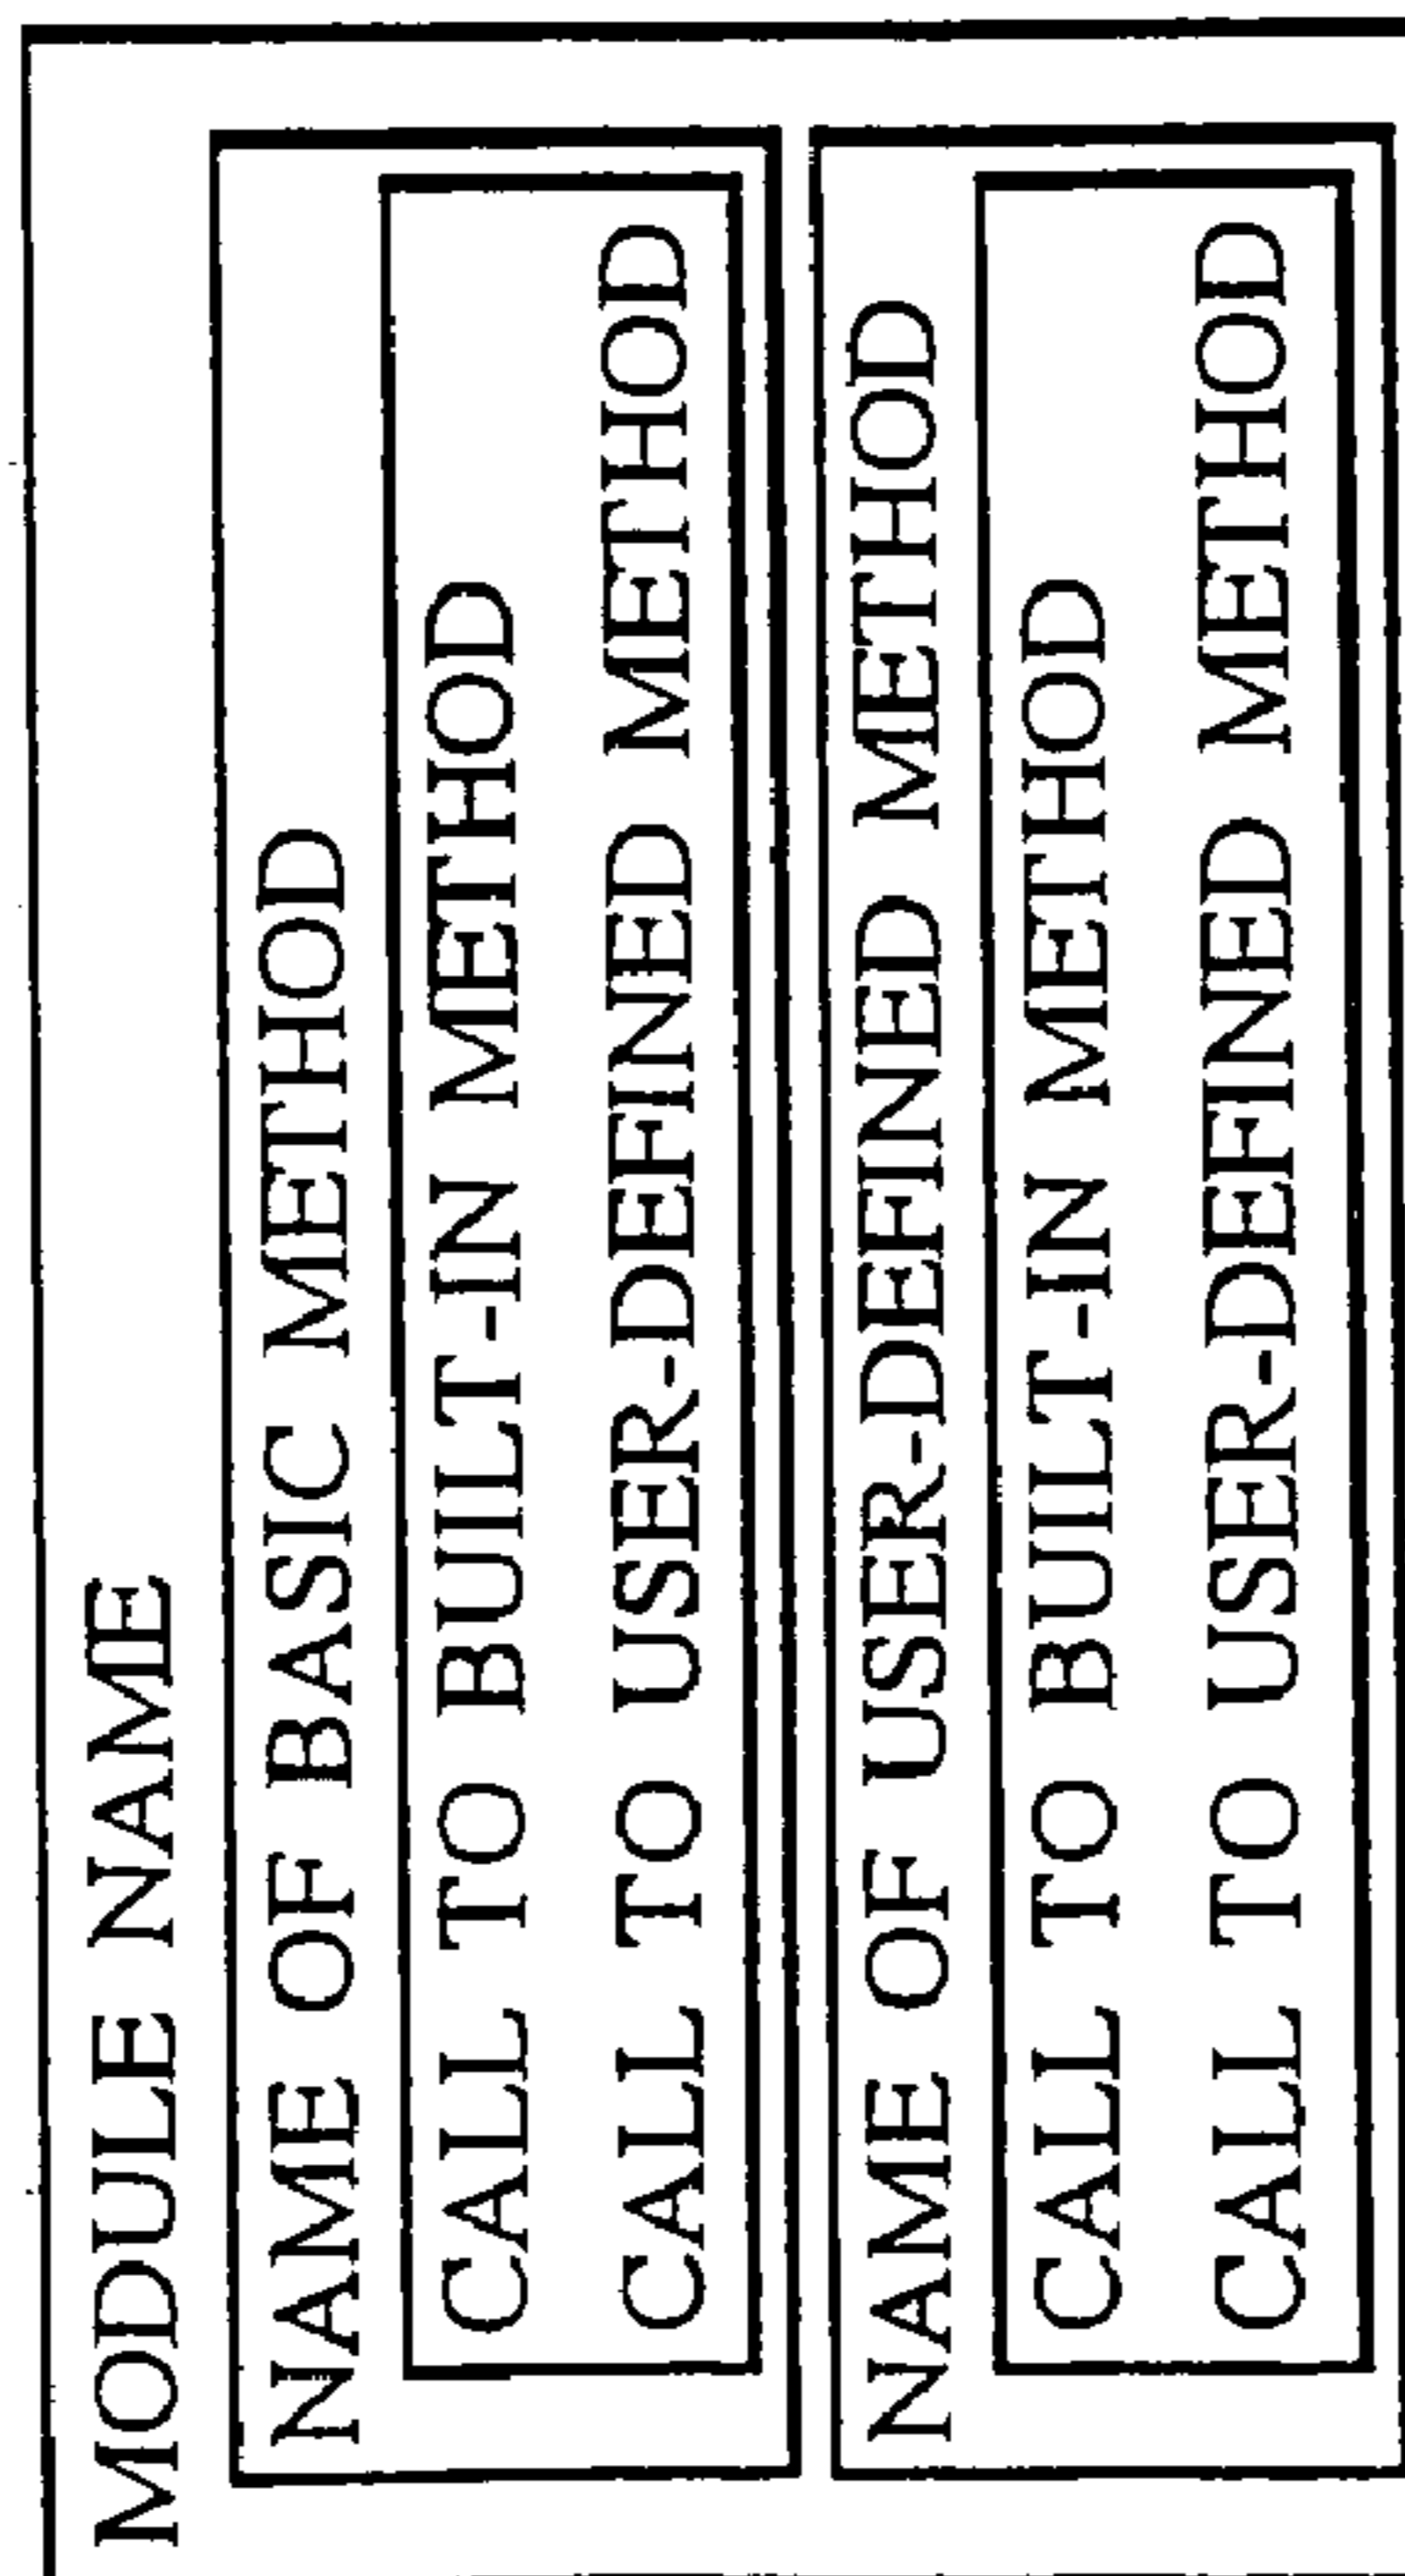 MODULE NAME
NAME OF BASIC METHOD
CALL TO BUILT-IN METHOD
CALL TO USER-DEFINED METHOD
NAME OF USER-DEFINED METHOD
CALL TO BUILT-IN METHOD
CALL TO USER-DEFINED METHOD